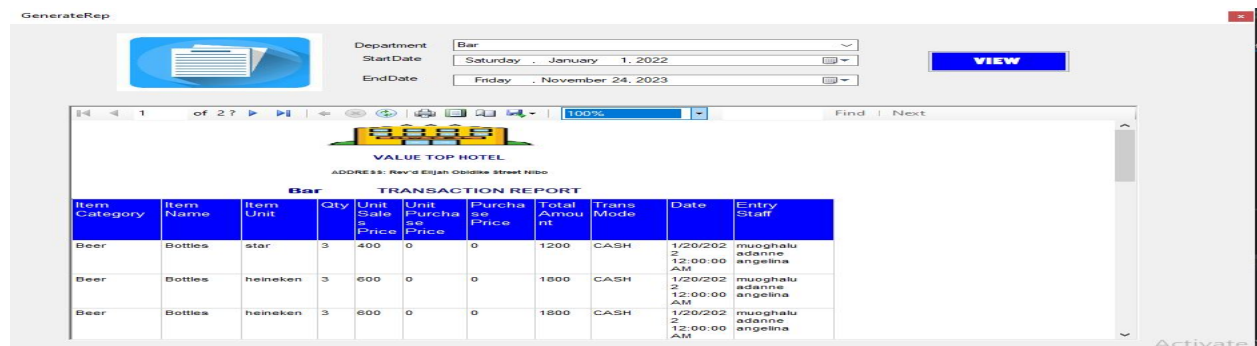 GenerateRep
Department Bar
StartDate Saturday , January 1, 2022
EndDate Friday , November 24, 2023
VIEW
1 of 2 ? 100% Find | Next
VALUE TOP HOTEL
ADDRESS: Rev'd Elijah Obidike Street Nibo
Bar TRANSACTION REPORT
Item Category Item Name Item Unit Qty Unit Sales Price Unit Purchase Price Purchase Price Total Amount Trans Mode Date Entry Staff
Beer Bottles star 3 400 0 0 1200 CASH 1/20/2022 12:00:00 AM muoghalu adanne angelina
Beer Bottles heineken 3 600 0 0 1800 CASH 1/20/2022 12:00:00 AM muoghalu adanne angelina
Beer Bottles heineken 3 600 0 0 1800 CASH 1/20/2022 12:00:00 AM muoghalu adanne angelina
Activate